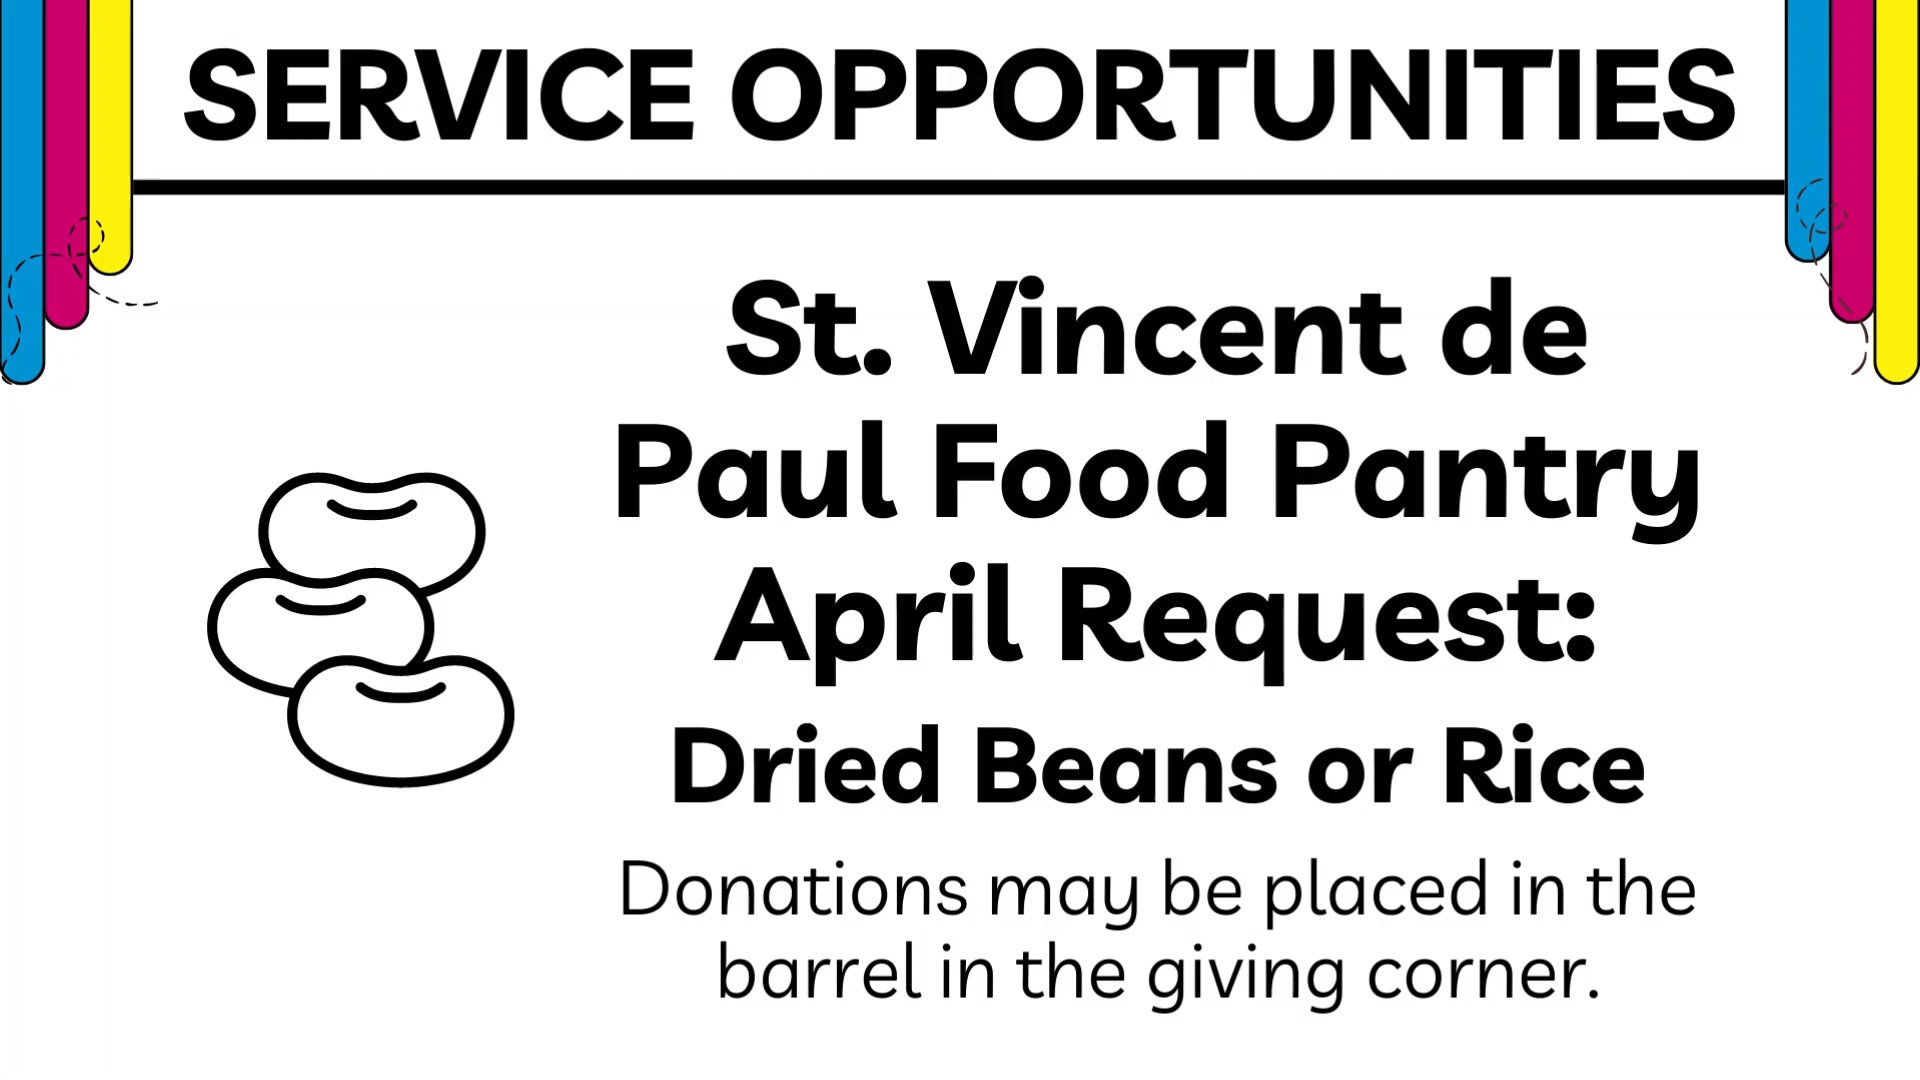 SERVICE OPPORTUNITIES
St. Vincent de
Paul Food Pantry
April Request:
Dried Beans or Rice
Donations may be placed in the
barrel in the giving corner.